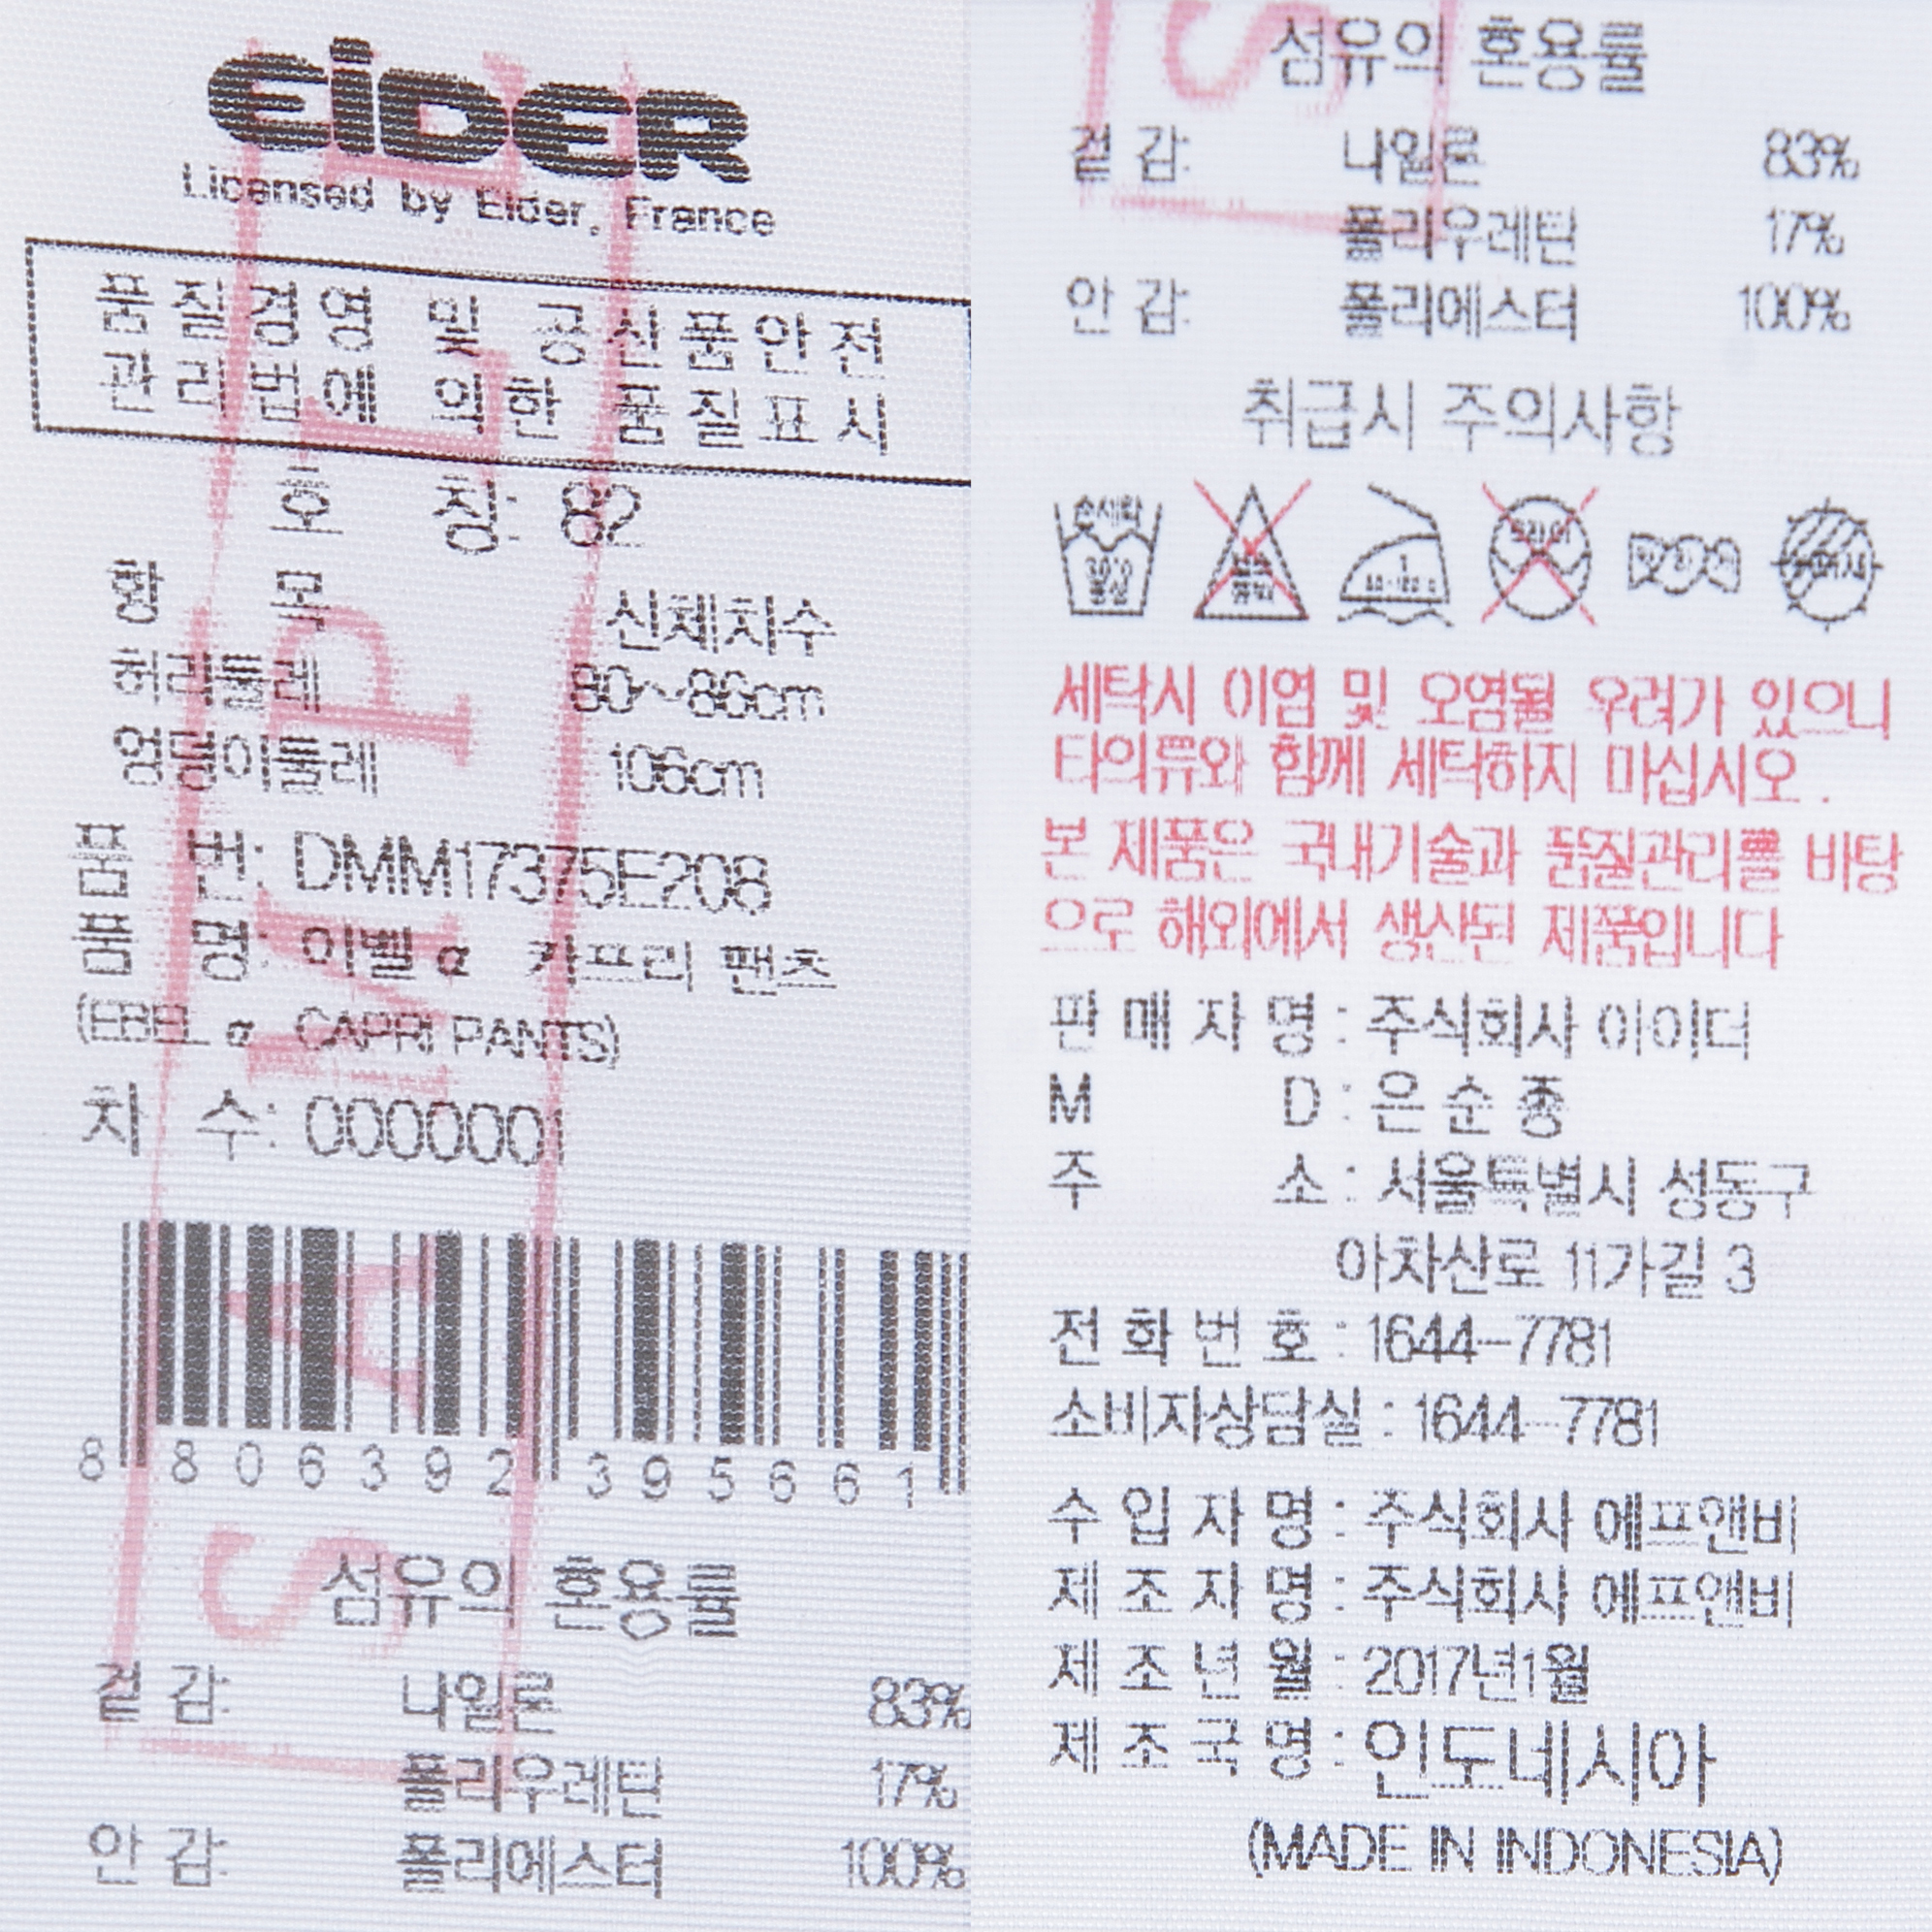 EiDER
Licensed by Eider, France
품질경영 및 공산품안전
관리법에 의한 품질표시
호 칭: 82
항 목 신체치수
허리둘레 80~86cm
엉덩이둘레 106cm
품 번: DMM17375E208
품 명: 이벨 α 카프리 팬츠
(EBEL α CAPRI PANTS)
차 수: 0000001
8 806392 395661
SAMPLE
섬유의 혼용률
겉 감: 나일론 83%
폴리우레탄 17%
안 감: 폴리에스터 100%
섬유의 혼용률
겉 감: 나일론 83%
폴리우레탄 17%
안 감: 폴리에스터 100%
취급시 주의사항
손세탁 30℃ 중성
드라이
세탁시 이염 및 오염될 우려가 있으니
타의류와 함께 세탁하지 마십시오.
본 제품은 국내기술과 품질관리를 바탕
으로 해외에서 생산된 제품입니다
판매자명 : 주식회사 아이더
M D : 은순종
주 소 : 서울특별시 성동구
아차산로 11가길 3
전화번호 : 1644-7781
소비자상담실 : 1644-7781
수입자명 : 주식회사 에프앤비
제조자명 : 주식회사 에프앤비
제조년월 : 2017년1월
제조국명 : 인도네시아
(MADE IN INDONESIA)